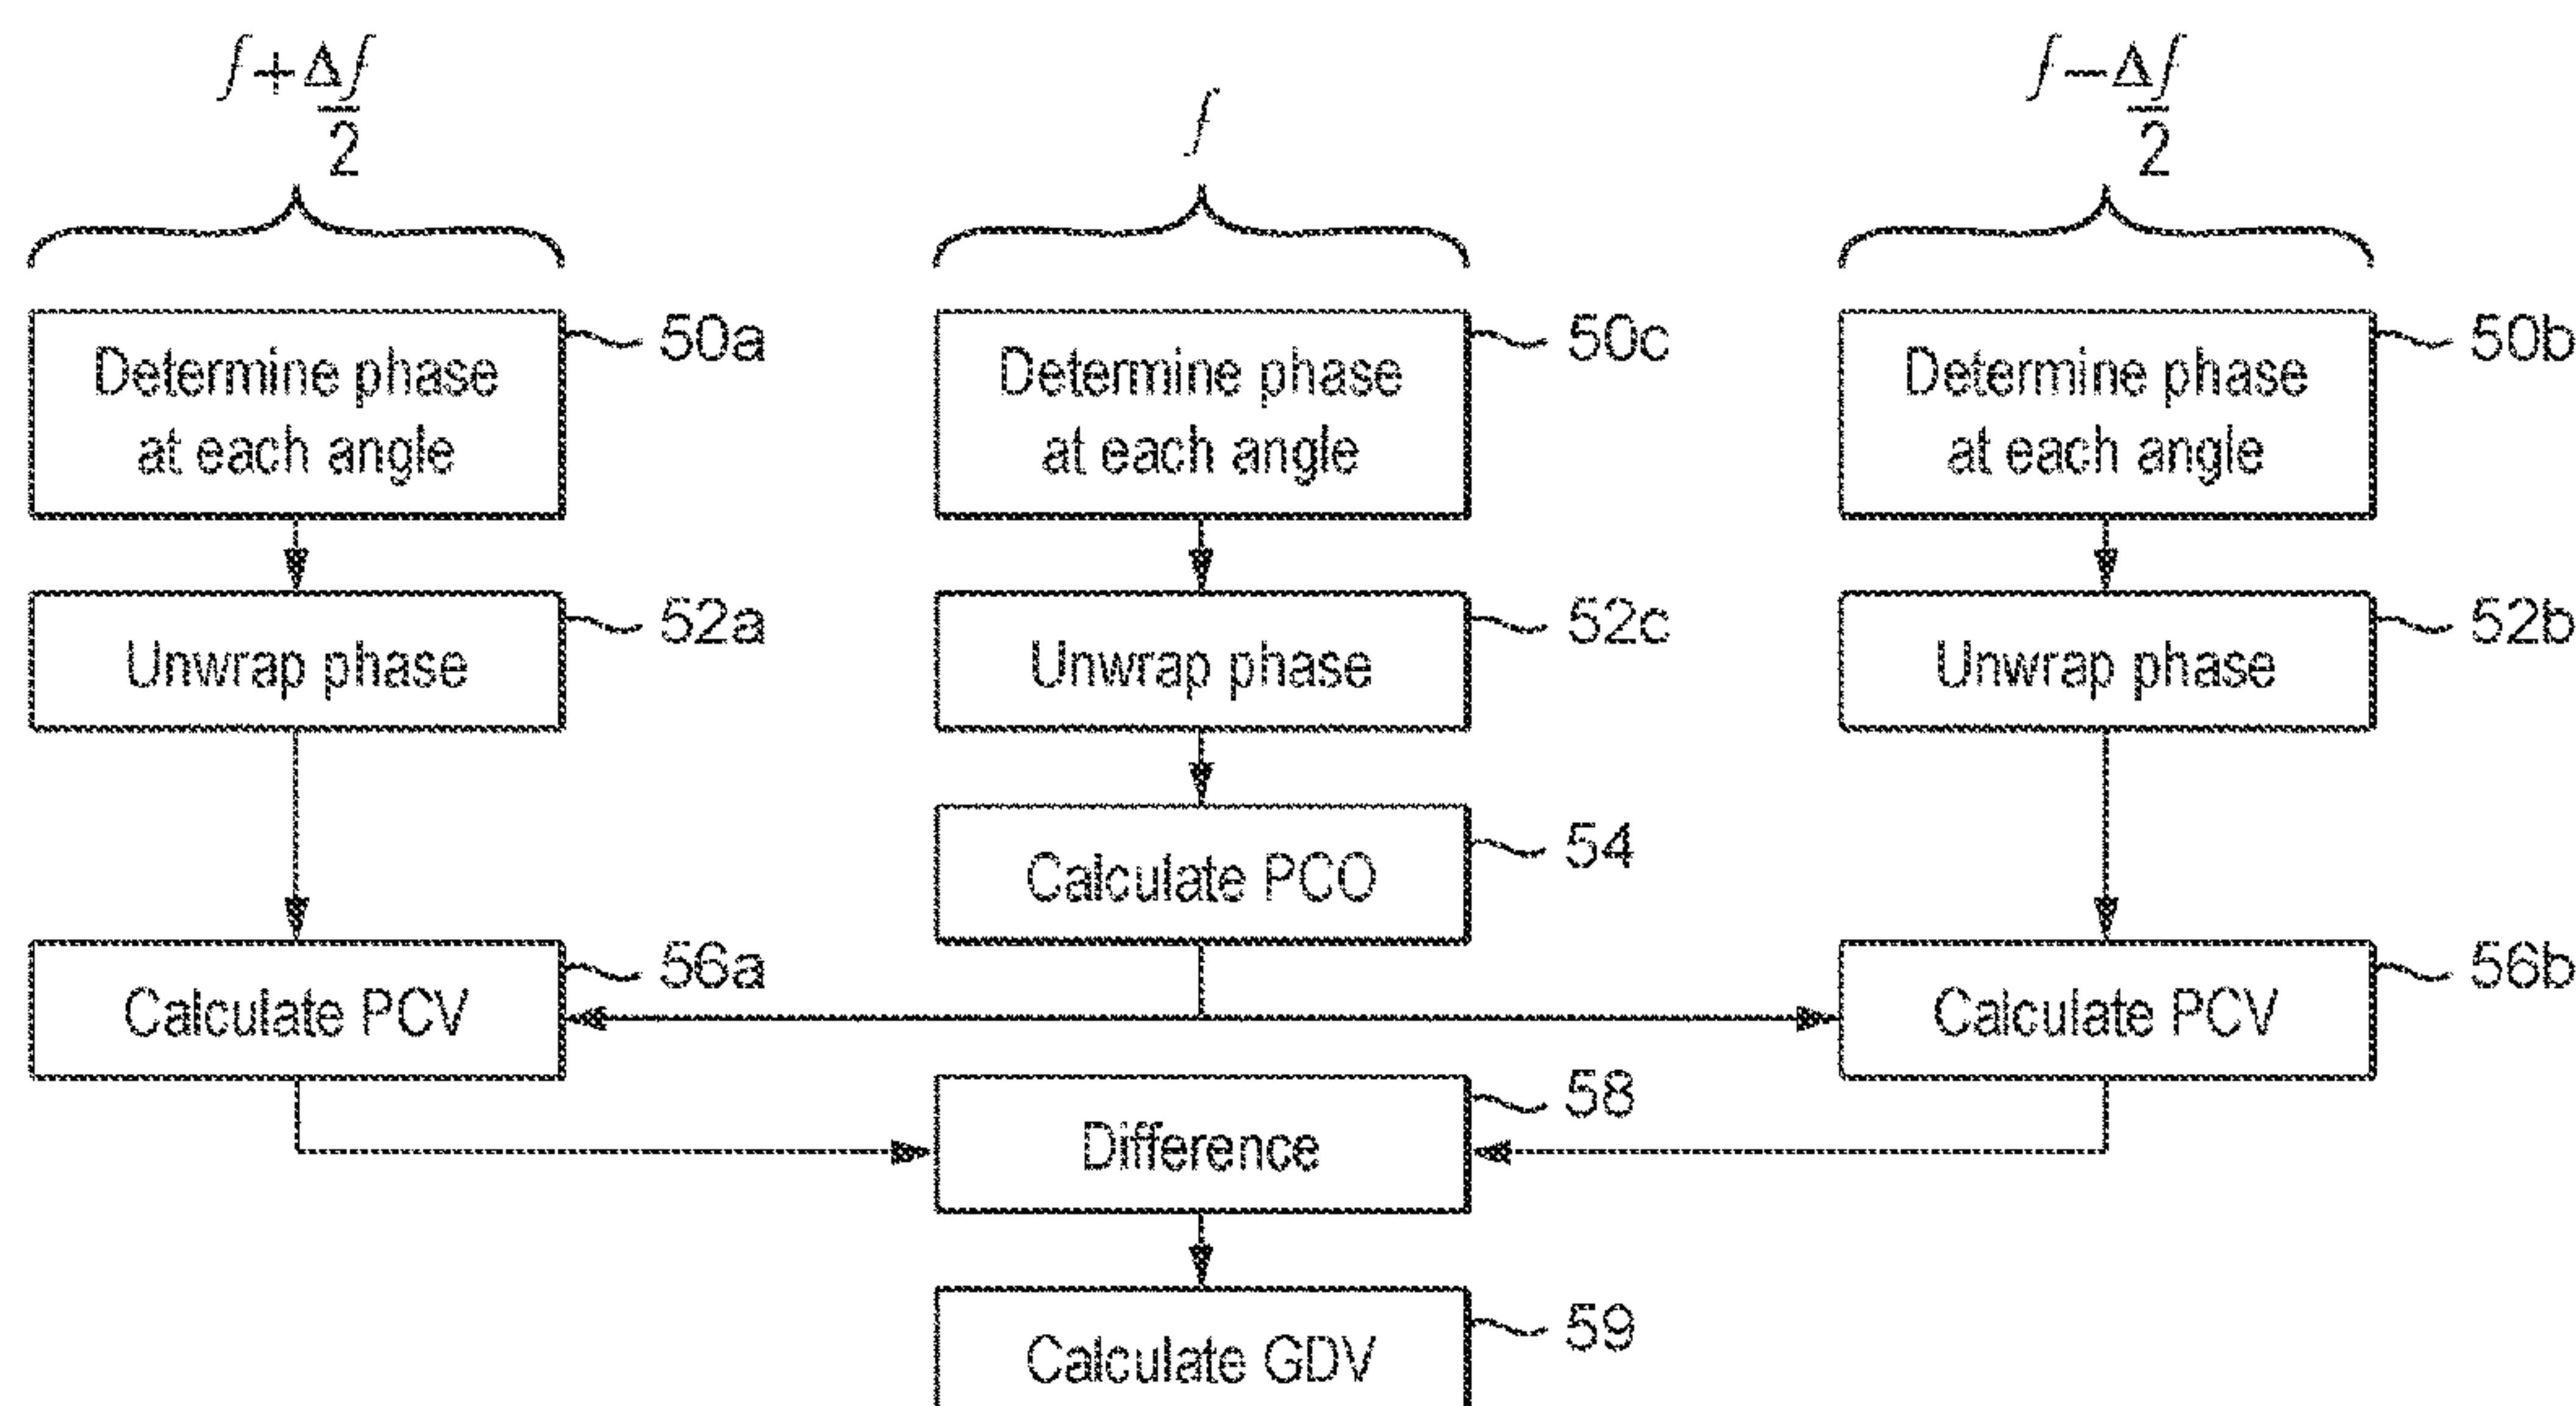 f+Δf/2
f
f−Δf/2
Determine phase
at each angle
50a
Determine phase
at each angle
50c
Determine phase
at each angle
50b
Unwrap phase
52a
Unwrap phase
52c
Unwrap phase
52b
Calculate PCO
54
Calculate PCV
56a
Calculate PCV
56b
Difference
58
Calculate GDV
59